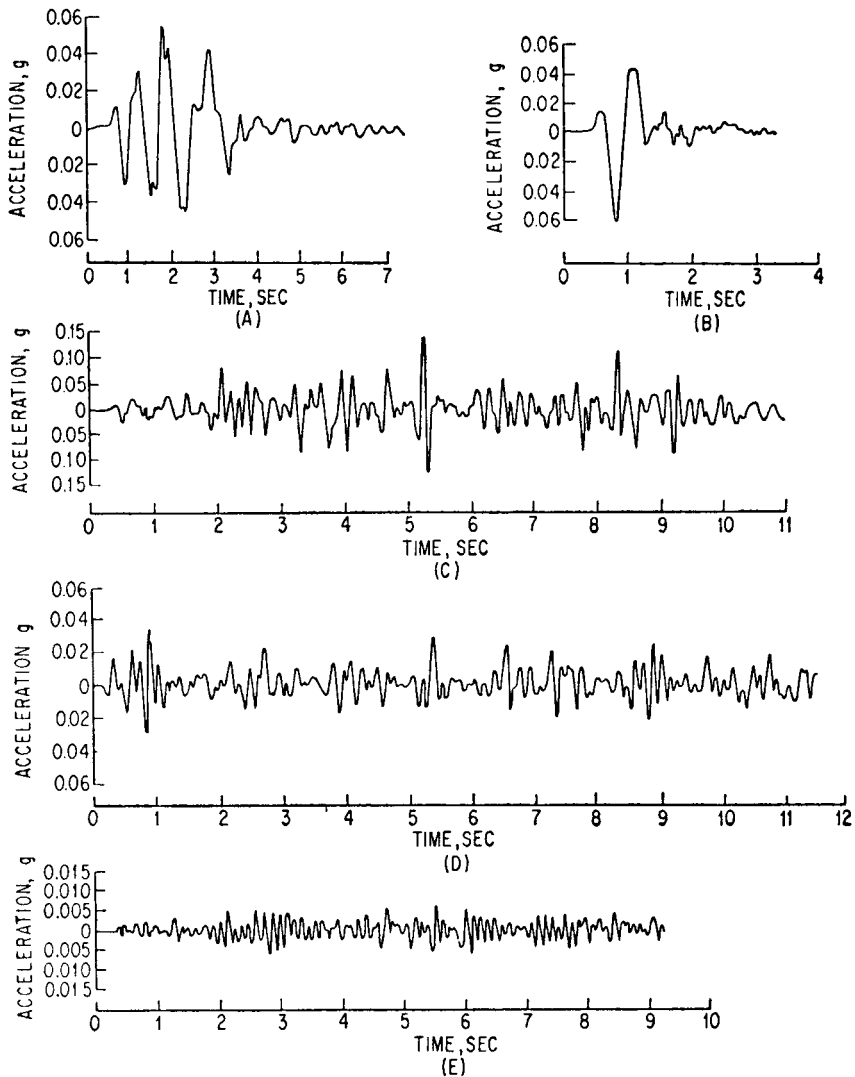 ACCELERATION, g
0.06
0.04
0.02
0
0.02
0.04
0.06
0 1 2 3 4 5 6 7
TIME, SEC
(A)
ACCELERATION, g
0.06
0.04
0.02
0
0.02
0.04
0.06
0 1 2 3 4
TIME, SEC
(B)
ACCELERATION, g
0.15
0.10
0.05
0
0.05
0.10
0.15
0 1 2 3 4 5 6 7 8 9 10 11
TIME, SEC
(C)
ACCELERATION g
0.06
0.04
0.02
0
0.02
0.04
0.06
0 1 2 3 4 5 6 7 8 9 10 11 12
TIME, SEC
(D)
ACCELERATION, g
0.015
0.010
0.005
0
0.005
0.010
0.015
0 1 2 3 4 5 6 7 8 9 10
TIME, SEC
(E)